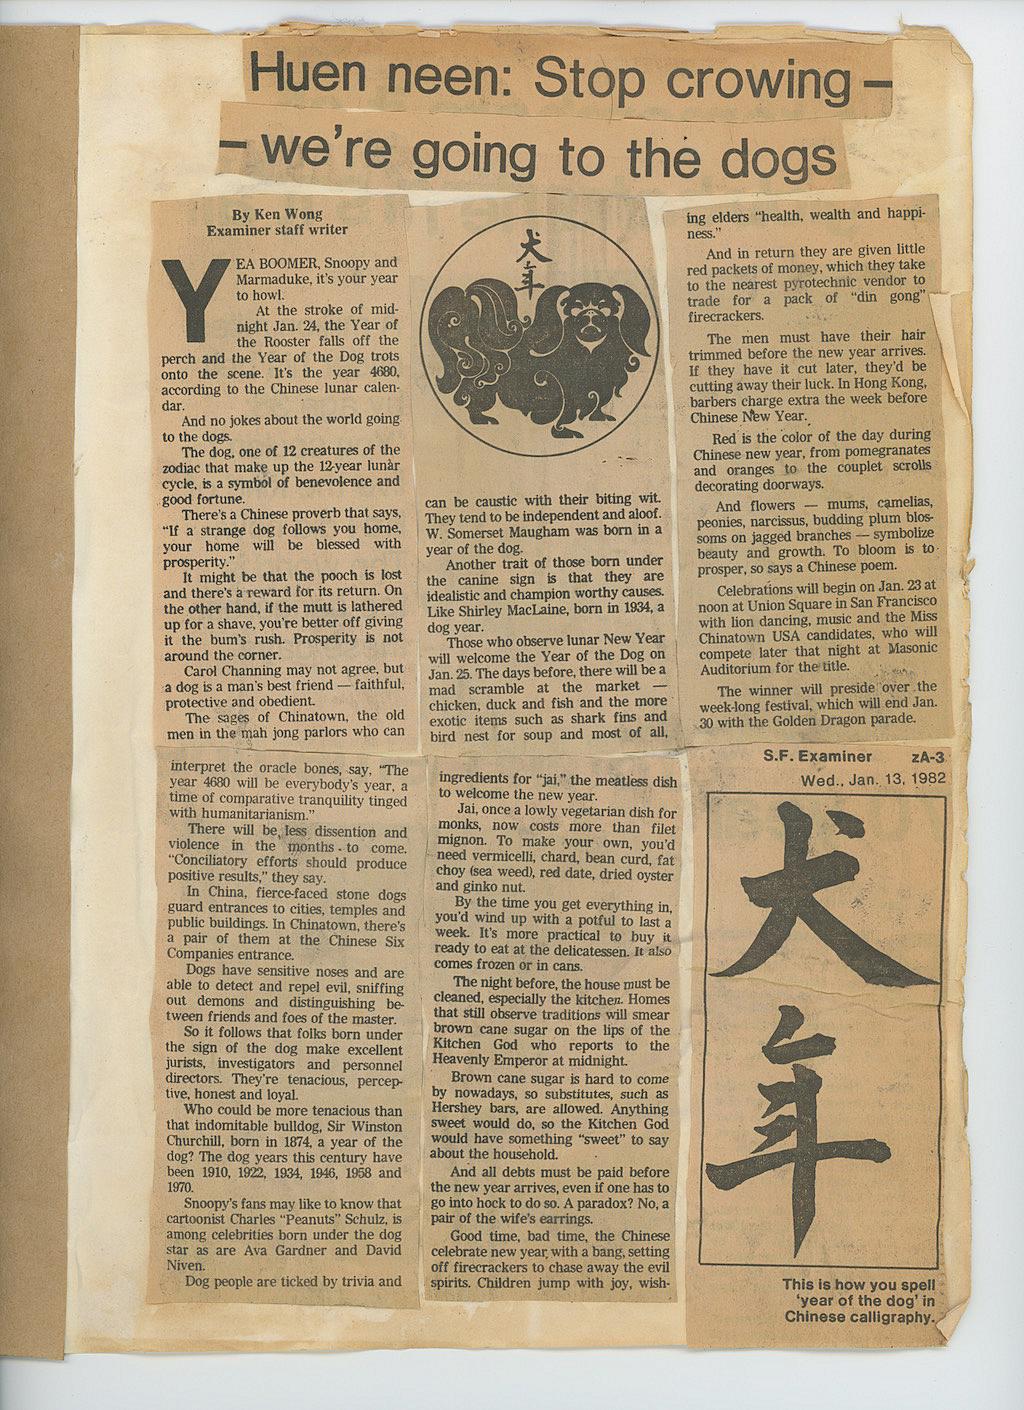 Huen neen: Stop crowing –
– we're going to the dogs
By Ken Wong
Examiner staff writer
YEA BOOMER, Snoopy and
Marmaduke, it's your year
to howl.
At the stroke of mid-
night Jan. 24, the Year of
the Rooster falls off the
perch and the Year of the Dog trots
onto the scene. It's the year 4680,
according to the Chinese lunar calen-
dar.
And no jokes about the world going
to the dogs.
The dog, one of 12 creatures of the
zodiac that make up the 12-year lunar
cycle, is a symbol of benevolence and
good fortune.
There's a Chinese proverb that says,
"If a strange dog follows you home,
your home will be blessed with
prosperity."
It might be that the pooch is lost
and there's a reward for its return. On
the other hand, if the mutt is lathered
up for a shave, you're better off giving
it the bum's rush. Prosperity is not
around the corner.
Carol Channing may not agree, but
a dog is a man's best friend — faithful,
protective and obedient.
The sages of Chinatown, the old
men in the mah jong parlors who can
interpret the oracle bones, say, "The
year 4680 will be everybody's year, a
time of comparative tranquility tinged
with humanitarianism."
There will be less dissention and
violence in the months to come.
"Conciliatory efforts should produce
positive results," they say.
In China, fierce-faced stone dogs
guard entrances to cities, temples and
public buildings. In Chinatown, there's
a pair of them at the Chinese Six
Companies entrance.
Dogs have sensitive noses and are
able to detect and repel evil, sniffing
out demons and distinguishing be-
tween friends and foes of the master.
So it follows that folks born under
the sign of the dog make excellent
jurists, investigators and personnel
directors. They're tenacious, percep-
tive, honest and loyal.
Who could be more tenacious than
that indomitable bulldog, Sir Winston
Churchill, born in 1874, a year of the
dog? The dog years this century have
been 1910, 1922, 1934, 1946, 1958 and
1970.
Snoopy's fans may like to know that
cartoonist Charles "Peanuts" Schulz, is
among celebrities born under the dog
star as are Ava Gardner and David
Niven.
Dog people are ticked by trivia and
犬
年
can be caustic with their biting wit.
They tend to be independent and aloof.
W. Somerset Maugham was born in a
year of the dog.
Another trait of those born under
the canine sign is that they are
idealistic and champion worthy causes.
Like Shirley MacLaine, born in 1934, a
dog year.
Those who observe lunar New Year
will welcome the Year of the Dog on
Jan. 25. The days before, there will be a
mad scramble at the market —
chicken, duck and fish and the more
exotic items such as shark fins and
bird nest for soup and most of all,
ingredients for "jai," the meatless dish
to welcome the new year.
Jai, once a lowly vegetarian dish for
monks, now costs more than filet
mignon. To make your own, you'd
need vermicelli, chard, bean curd, fat
choy (sea weed), red date, dried oyster
and ginko nut.
By the time you get everything in,
you'd wind up with a potful to last a
week. It's more practical to buy it
ready to eat at the delicatessen. It also
comes frozen or in cans.
The night before, the house must be
cleaned, especially the kitchen. Homes
that still observe traditions will smear
brown cane sugar on the lips of the
Kitchen God who reports to the
Heavenly Emperor at midnight.
Brown cane sugar is hard to come
by nowadays, so substitutes, such as
Hershey bars, are allowed. Anything
sweet would do, so the Kitchen God
would have something "sweet" to say
about the household.
And all debts must be paid before
the new year arrives, even if one has to
go into hock to do so. A paradox? No, a
pair of the wife's earrings.
Good time, bad time, the Chinese
celebrate new year with a bang, setting
off firecrackers to chase away the evil
spirits. Children jump with joy, wish-
ing elders "health, wealth and happi-
ness."
And in return they are given little
red packets of money, which they take
to the nearest pyrotechnic vendor to
trade for a pack of "din gong"
firecrackers.
The men must have their hair
trimmed before the new year arrives.
If they have it cut later, they'd be
cutting away their luck. In Hong Kong,
barbers charge extra the week before
Chinese New Year.
Red is the color of the day during
Chinese new year, from pomegranates
and oranges to the couplet scrolls
decorating doorways.
And flowers — mums, camelias,
peonies, narcissus, budding plum blos-
soms on jagged branches — symbolize
beauty and growth. To bloom is to
prosper, so says a Chinese poem.
Celebrations will begin on Jan. 23 at
noon at Union Square in San Francisco
with lion dancing, music and the Miss
Chinatown USA candidates, who will
compete later that night at Masonic
Auditorium for the title.
The winner will preside over the
week-long festival, which will end Jan.
30 with the Golden Dragon parade.
S.F. Examiner zA-3
Wed., Jan. 13, 1982
犬
年
This is how you spell
'year of the dog' in
Chinese calligraphy.